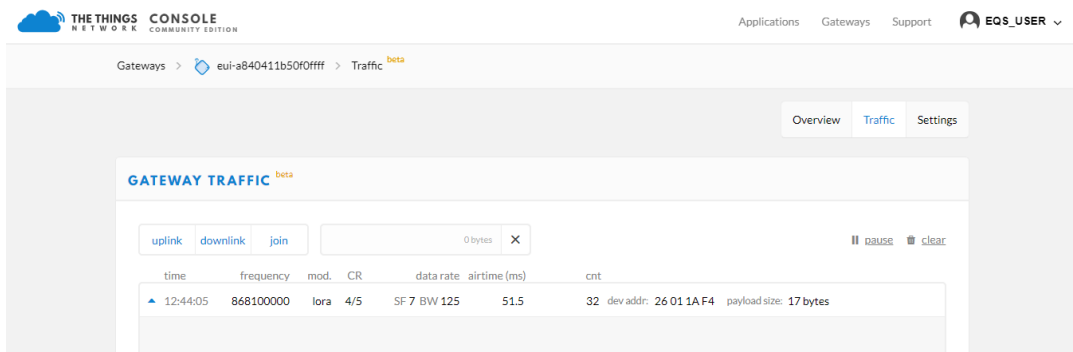 THE THINGS CONSOLE
NETWORK COMMUNITY EDITION
Applications Gateways Support EQS_USER
Gateways > eui-a840411b50f0ffff > Traffic beta
Overview Traffic Settings
GATEWAY TRAFFIC beta
uplink downlink join 0 bytes X pause clear
time frequency mod. CR data rate airtime (ms) cnt
12:44:05 868100000 lora 4/5 SF 7 BW 125 51.5 32 dev addr: 26 01 1A F4 payload size: 17 bytes